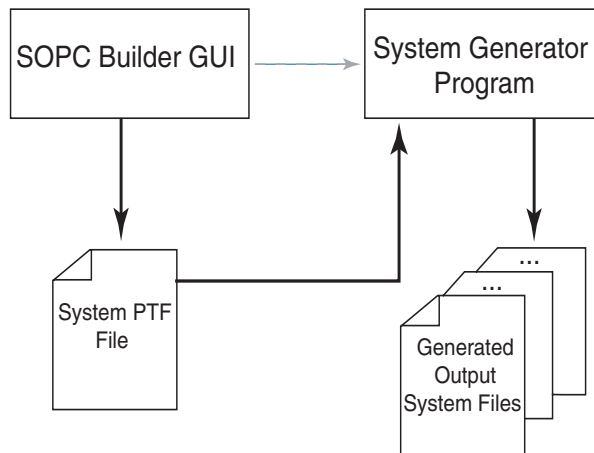 SOPC Builder GUI
System Generator
Program
System PTF
File
...
...
Generated
Output
System Files